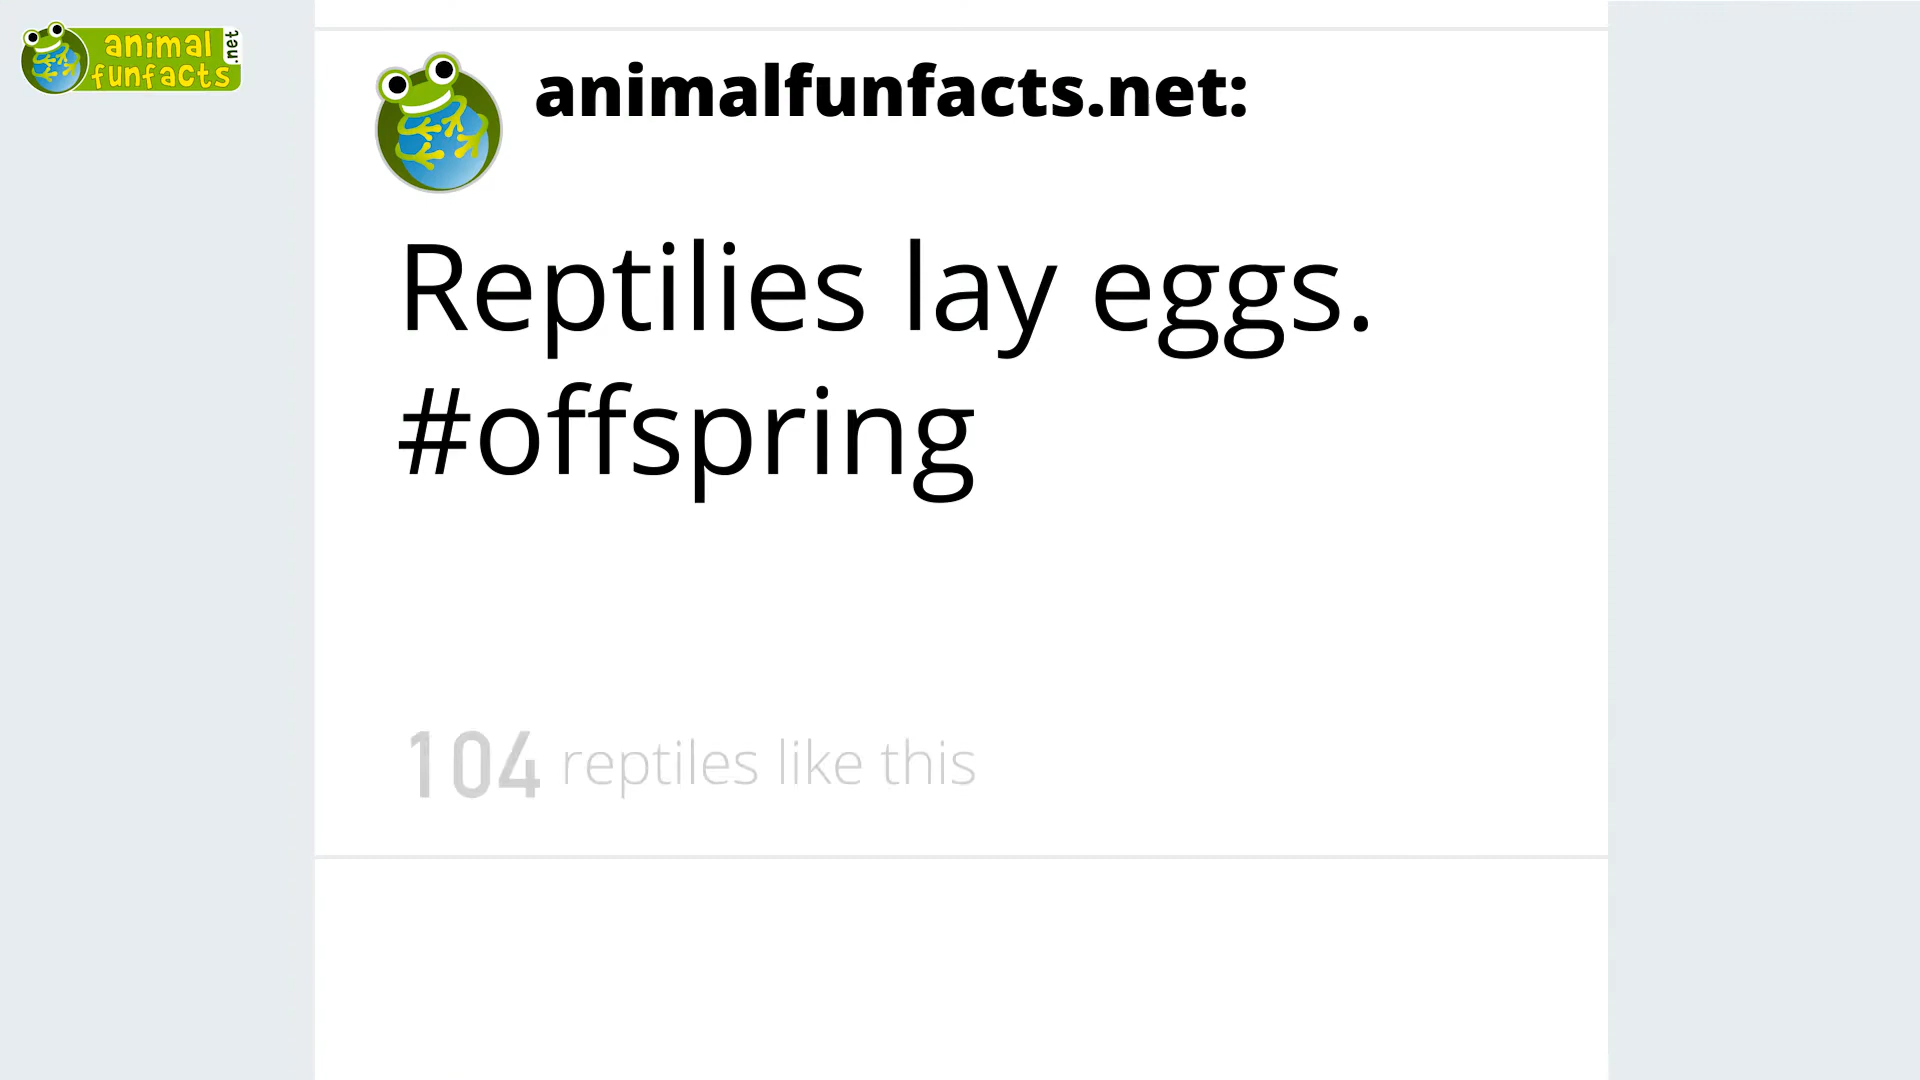 animal
funfacts
.net
animalfunfacts.net:
Reptilies lay eggs.
#offspring
104 reptiles like this